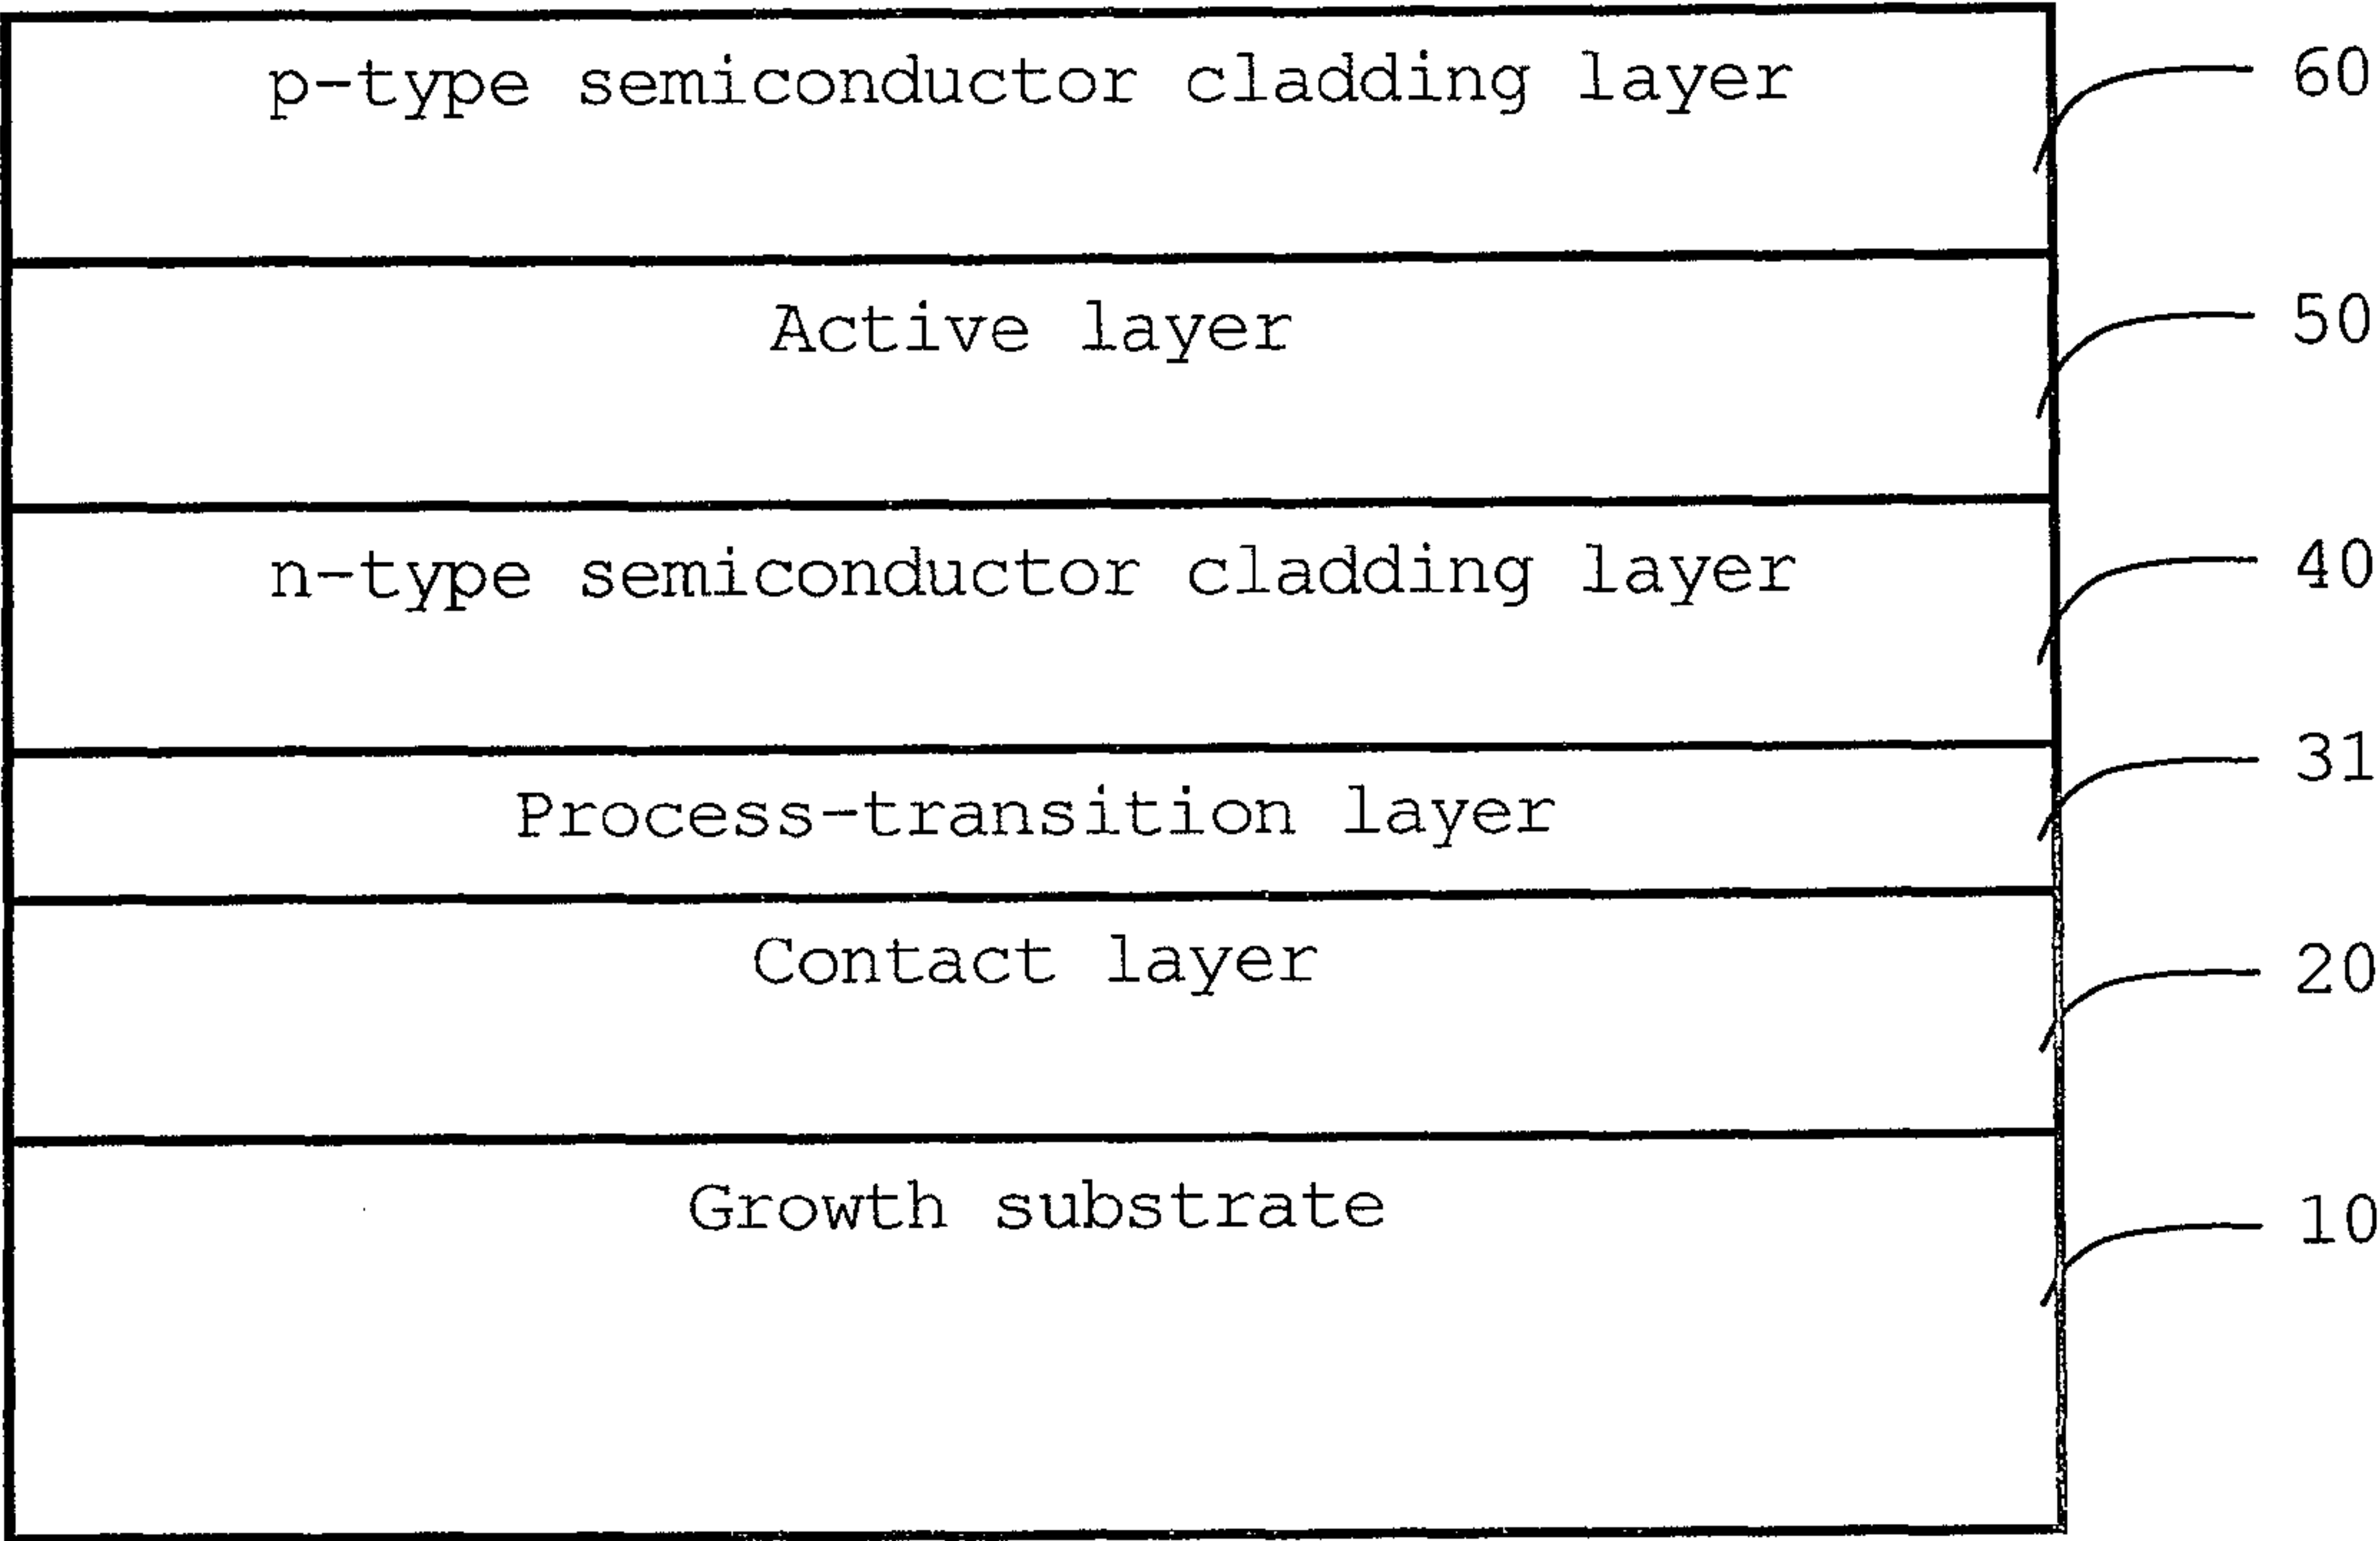 p-type semiconductor cladding layer 60
Active layer 50
n-type semiconductor cladding layer 40
Process-transition layer 31
Contact layer 20
Growth substrate 10